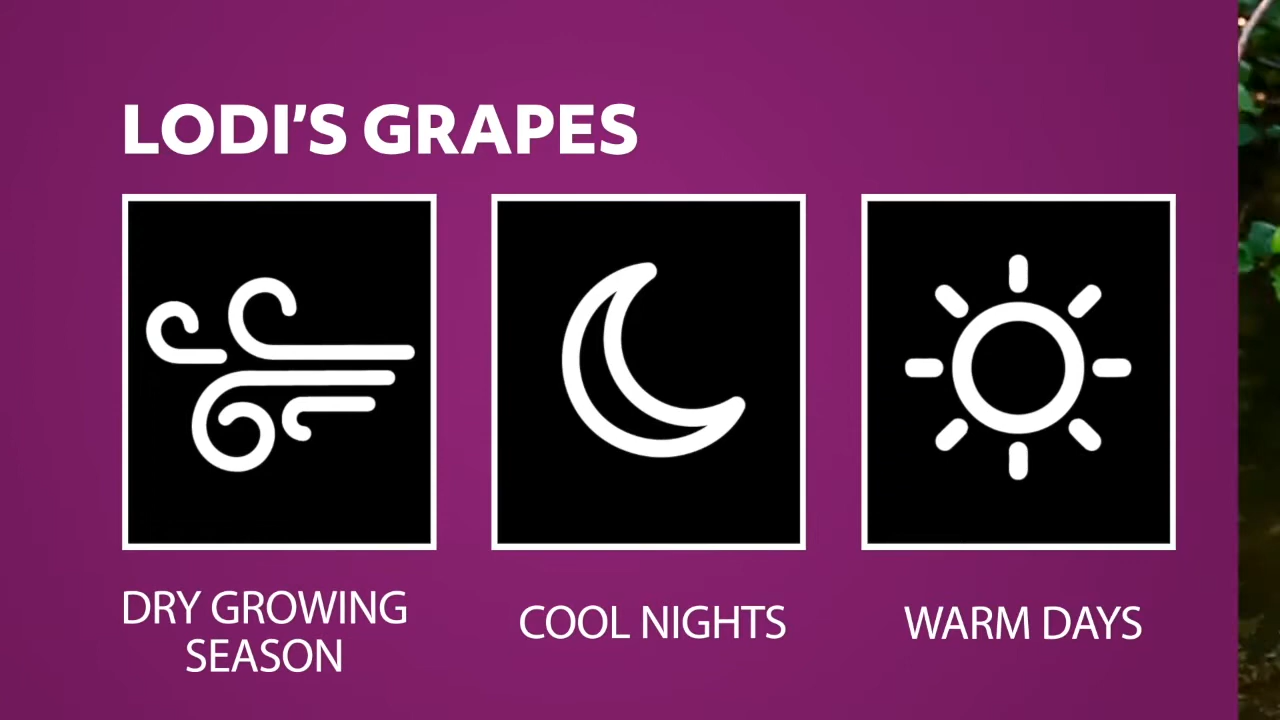 LODI'S GRAPES
DRY GROWING
SEASON
COOL NIGHTS
WARM DAYS